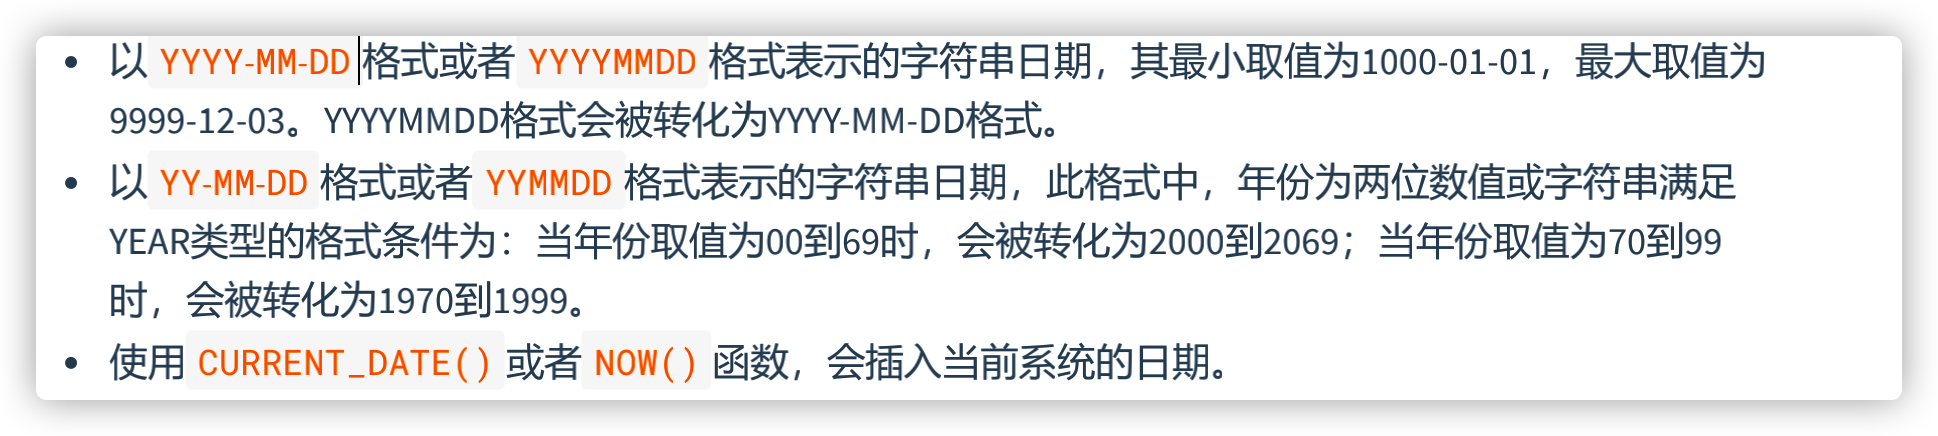 • 以 YYYY-MM-DD 格式或者 YYYYMMDD 格式表示的字符串日期，其最小取值为1000-01-01，最大取值为
9999-12-03。YYYYMMDD格式会被转化为YYYY-MM-DD格式。
• 以 YY-MM-DD 格式或者 YYMMDD 格式表示的字符串日期，此格式中，年份为两位数值或字符串满足
YEAR类型的格式条件为：当年份取值为00到69时，会被转化为2000到2069；当年份取值为70到99
时，会被转化为1970到1999。
• 使用 CURRENT_DATE() 或者 NOW() 函数，会插入当前系统的日期。